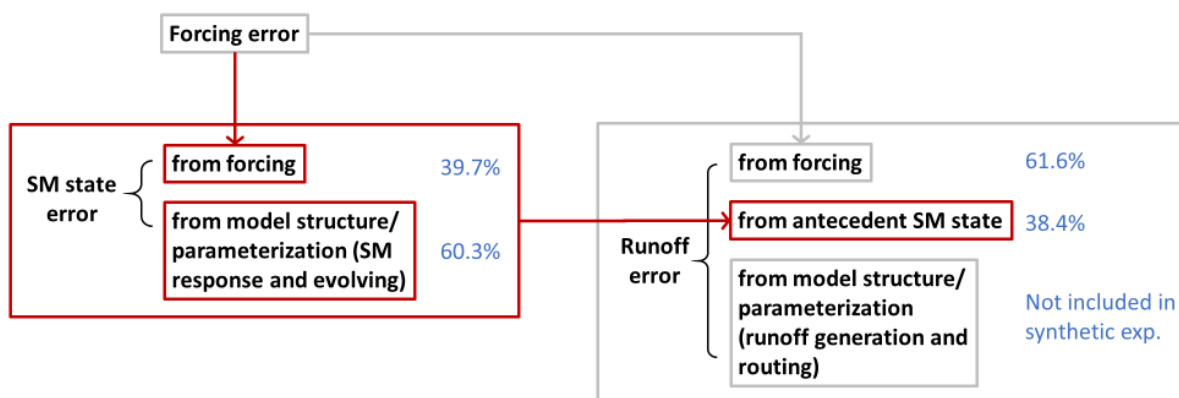 Forcing error
SM state
error
from forcing
39.7%
from model structure/
parameterization (SM
response and evolving)
60.3%
Runoff
error
from forcing
61.6%
from antecedent SM state
38.4%
from model structure/
parameterization
(runoff generation and
routing)
Not included in
synthetic exp.